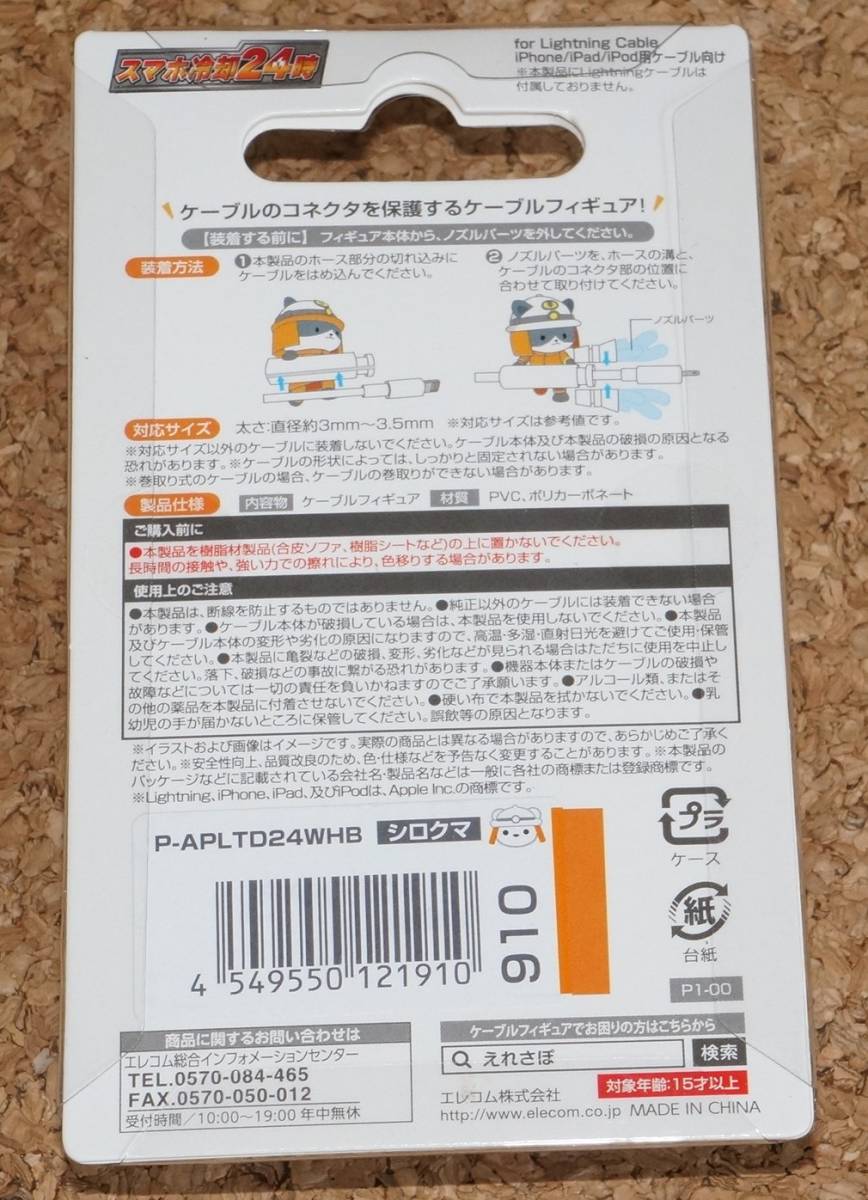 スマホ冷却24時
for Lightning Cable
iPhone/iPad/iPod用ケーブル向け
※本製品にLightningケーブルは
付属しておりません。
ケーブルのコネクタを保護するケーブルフィギュア!
【装着する前に】 フィギュア本体から、ノズルパーツを外してください。
装着方法
❶本製品のホース部分の切れ込みに
ケーブルをはめ込んでください。
❷ ノズルパーツを、ホースの溝と、
ケーブルのコネクタ部の位置に
合わせて取り付けてください。
ノズルパーツ
対応サイズ 太さ:直径約3mm～3.5mm ※対応サイズは参考値です。
※対応サイズ以外のケーブルに装着しないでください。ケーブル本体及び本製品の破損の原因となる
恐れがあります。※ケーブルの形状によっては、しっかりと固定されない場合があります。
※巻取り式のケーブルの場合、ケーブルの巻取りができない場合があります。
製品仕様 内容物 ケーブルフィギュア 材質 PVC、ポリカーボネート
ご購入前に
●本製品を樹脂材製品(合皮ソファ、樹脂シートなど)の上に置かないでください。
長時間の接触や、強い力での擦れにより、色移りする場合があります。
使用上のご注意
●本製品は、断線を防止するものではありません。●純正以外のケーブルには装着できない場合
があります。●ケーブル本体が破損している場合は、本製品を使用しないでください。●本製品
及びケーブル本体の変形や劣化の原因になりますので、高温・多湿・直射日光を避けてご使用・保管
してください。●本製品に亀裂などの破損、変形、劣化などが見られる場合はただちに使用を中止し
てください。落下、破損などの事故に繋がる恐れがあります。●機器本体またはケーブルの破損や
故障などについては一切の責任を負いかねますのでご了承願います。●アルコール類、またはそ
の他の薬品を本製品に付着させないでください。●硬い布で本製品を拭かないでください。●乳
幼児の手が届かないところに保管してください。誤飲等の原因となります。
※イラストおよび画像はイメージです。実際の商品とは異なる場合がありますので、あらかじめご了承く
ださい。※安全性向上、品質改良のため、色・仕様などを予告なく変更することがあります。※本製品の
パッケージなどに記載されている会社名・製品名などは一般に各社の商標または登録商標です。
※Lightning、iPhone、iPad、及びiPodは、Apple Inc.の商標です。
P-APLTD24WHB シロクマ
4 549550 121910
910
プラ
ケース
紙
台紙
P1-00
商品に関するお問い合わせは
エレコム総合インフォメーションセンター
TEL.0570-084-465
FAX.0570-050-012
受付時間／10:00～19:00 年中無休
ケーブルフィギュアでお困りの方はこちらから
えれさぽ 検索
対象年齢:15才以上
エレコム株式会社
http://www.elecom.co.jp MADE IN CHINA